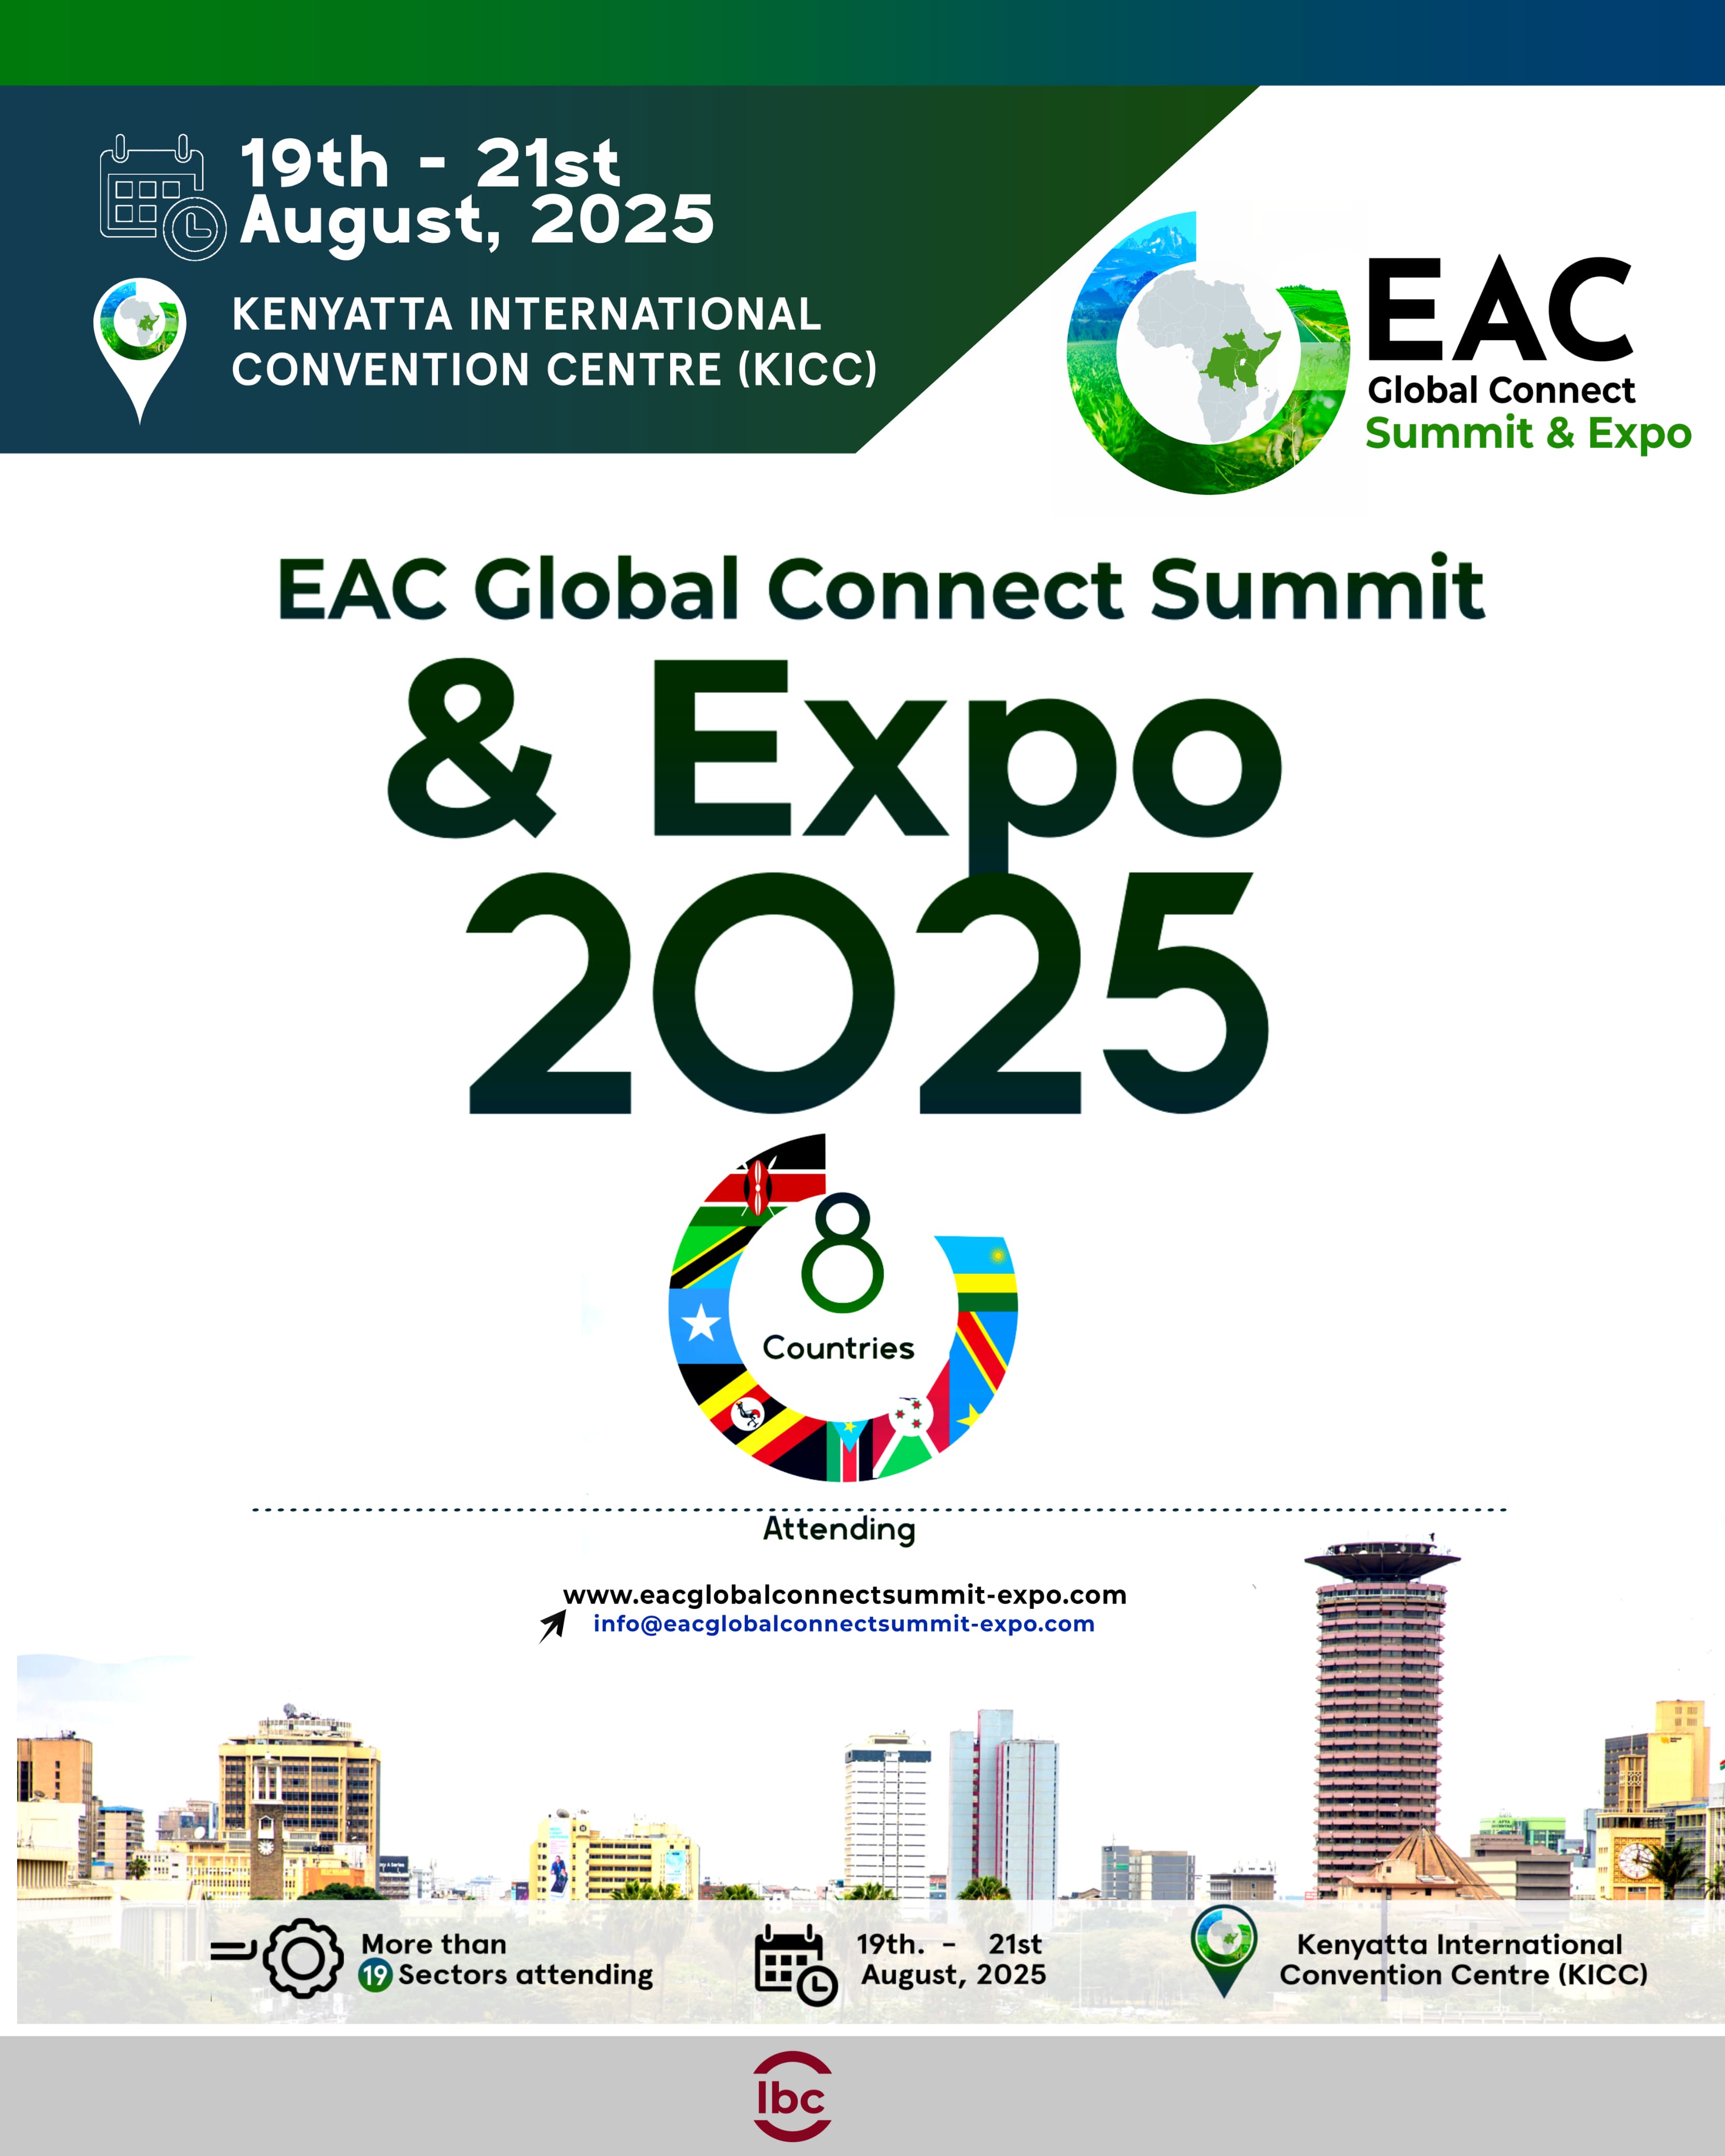 19th - 21st
August, 2025
KENYATTA INTERNATIONAL
CONVENTION CENTRE (KICC)
EAC
Global Connect
Summit & Expo
EAC Global Connect Summit
& Expo
2025
8
Countries
Attending
www.eacglobalconnectsummit-expo.com
info@eacglobalconnectsummit-expo.com
More than
19 Sectors attending
19th. - 21st
August, 2025
Kenyatta International
Convention Centre (KICC)
Ibc